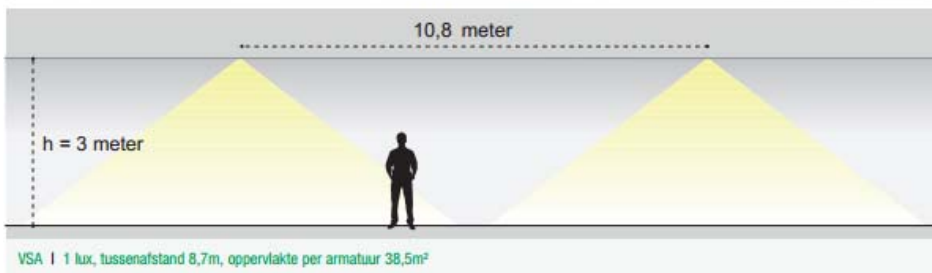 10,8 meter
h = 3 meter
VSA | 1 lux, tussenafstand 8,7m, oppervlakte per armatuur 38,5m²